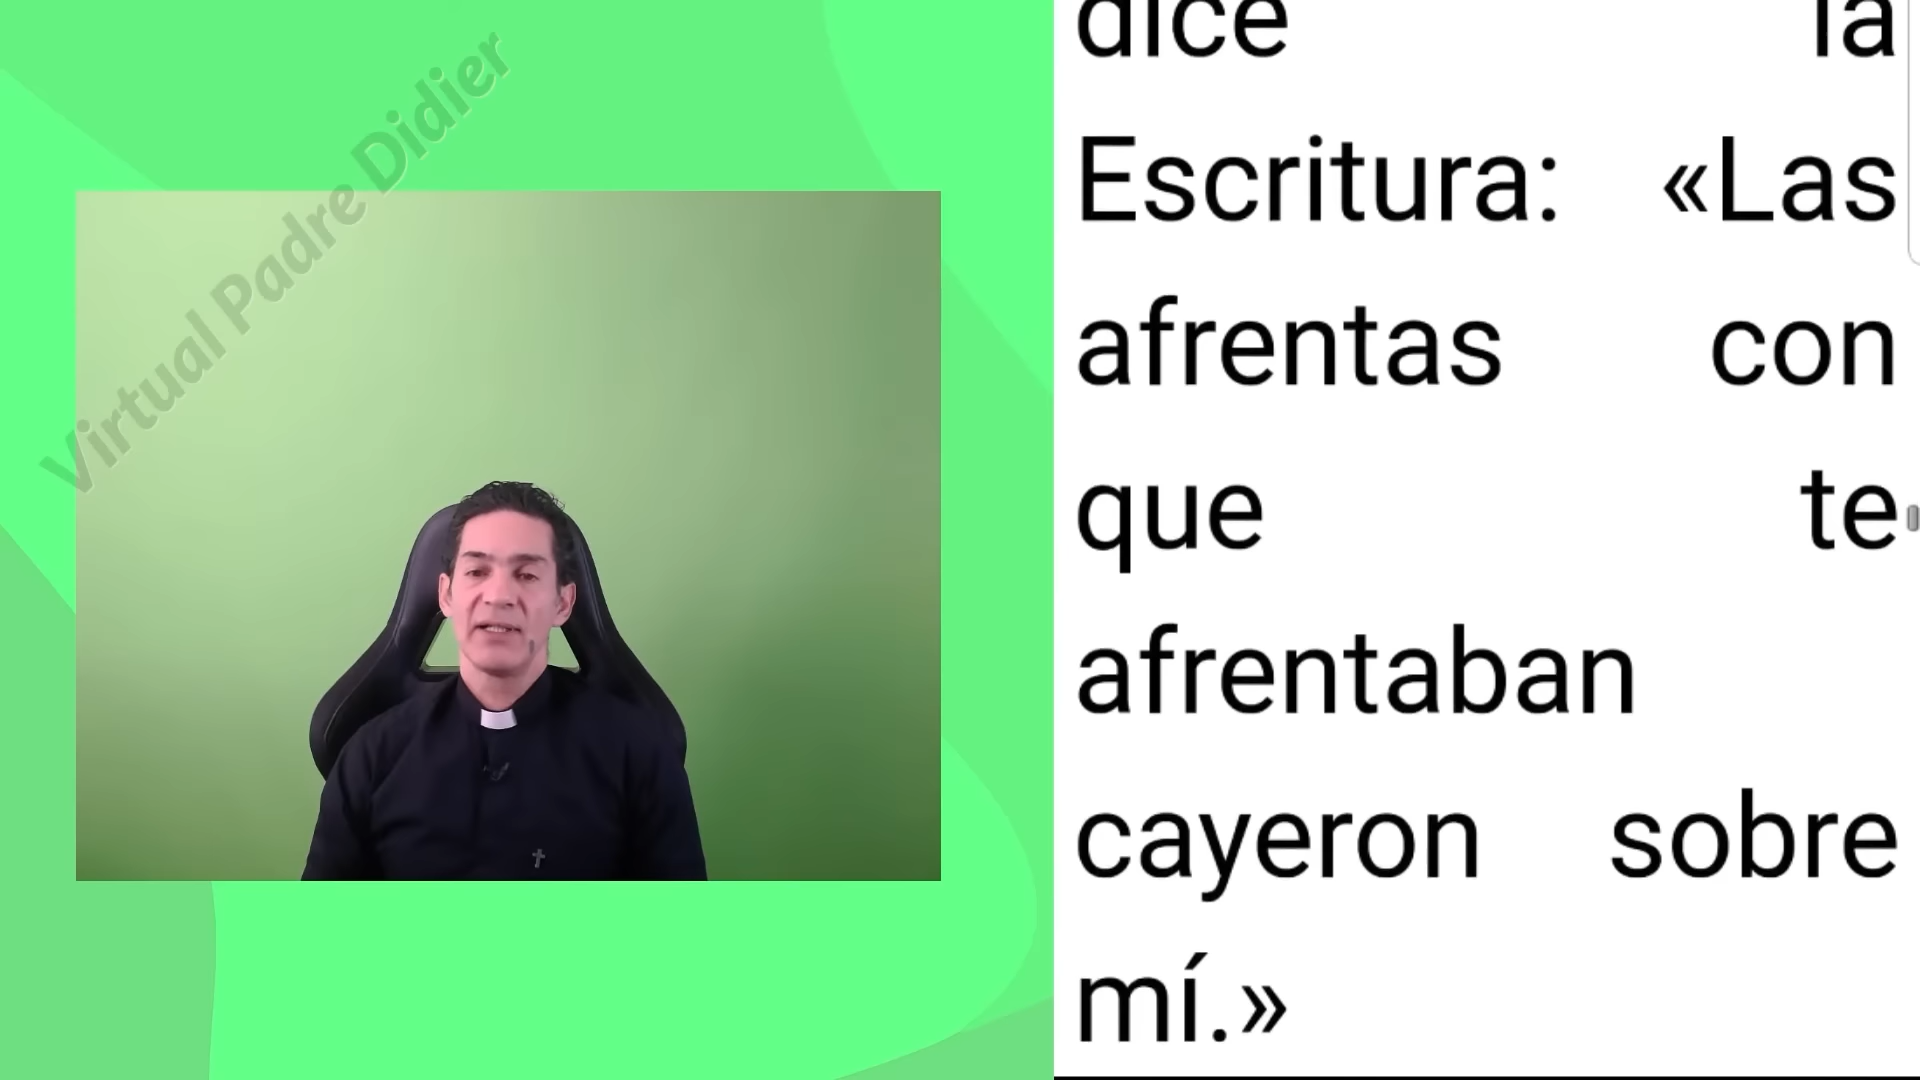 Virtual Padre Didier
dice la
Escritura: «Las
afrentas con
que te
afrentaban
cayeron sobre
mí.»